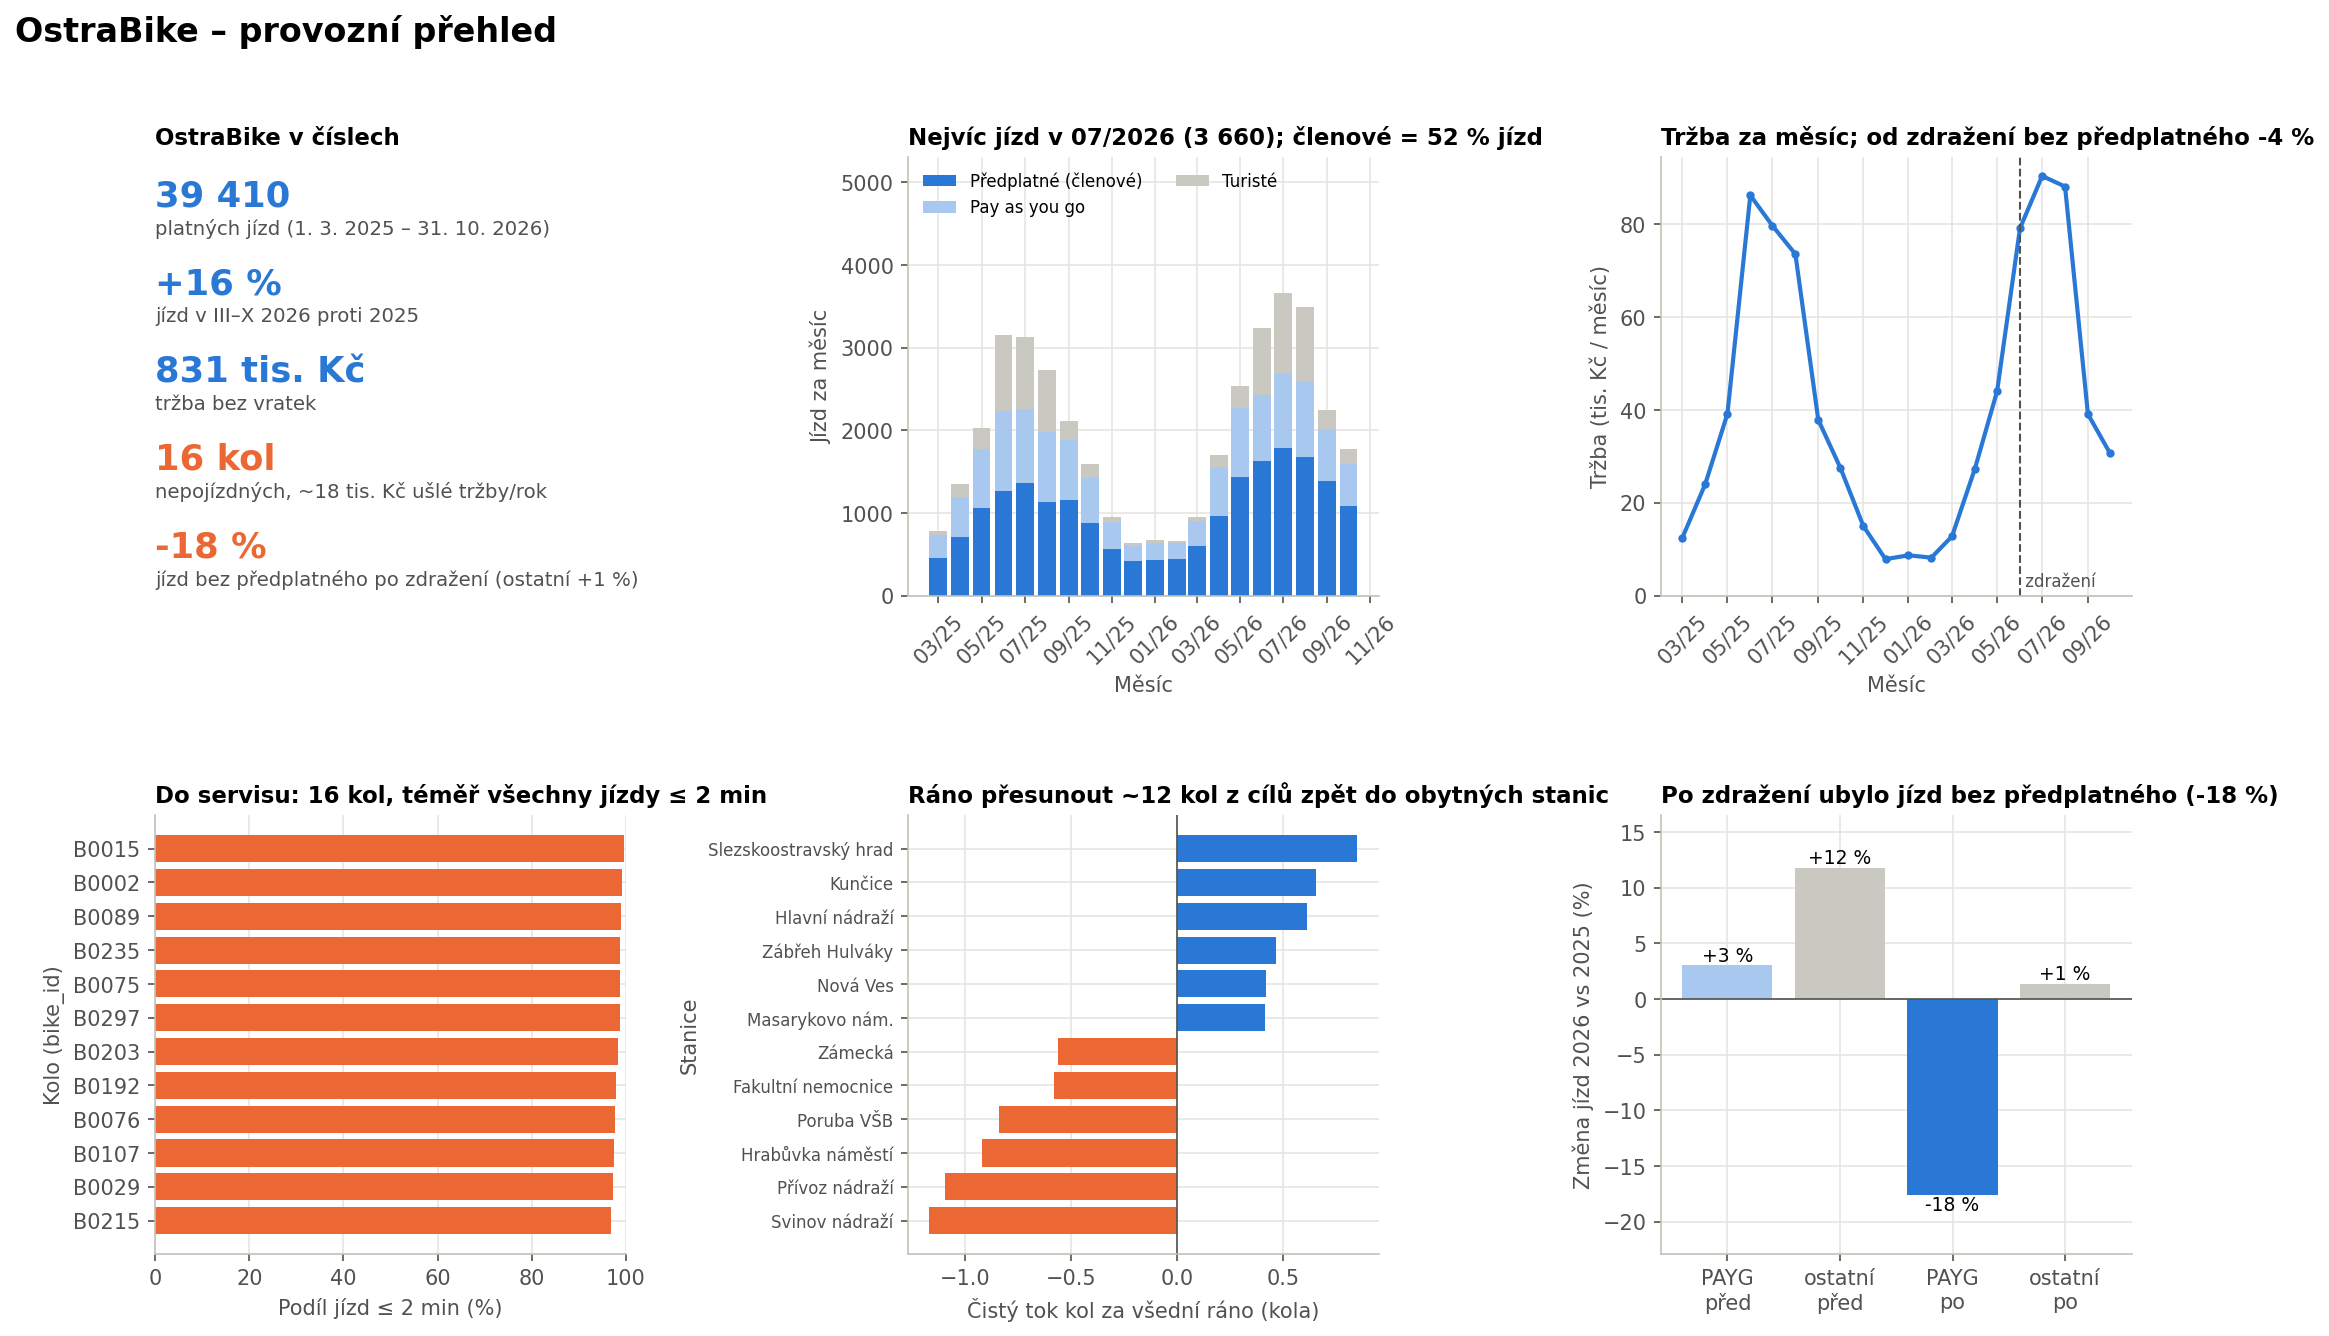 OstraBike – provozní přehled
OstraBike v číslech
39 410
platných jízd (1. 3. 2025 – 31. 10. 2026)
+16 %
jízd v III–X 2026 proti 2025
831 tis. Kč
tržba bez vratek
16 kol
nepojízdných, ~18 tis. Kč ušlé tržby/rok
-18 %
jízd bez předplatného po zdražení (ostatní +1 %)
Nejvíc jízd v 07/2026 (3 660); členové = 52 % jízd
Předplatné (členové)
Pay as you go
Turisté
Jízd za měsíc
5000
4000
3000
2000
1000
0
03/25
05/25
07/25
09/25
11/25
01/26
03/26
05/26
07/26
09/26
11/26
Měsíc
Tržba za měsíc; od zdražení bez předplatného -4 %
Tržba (tis. Kč / měsíc)
80
60
40
20
0
zdražení
03/25
05/25
07/25
09/25
11/25
01/26
03/26
05/26
07/26
09/26
Měsíc
Do servisu: 16 kol, téměř všechny jízdy ≤ 2 min
Kolo (bike_id)
B0015
B0002
B0089
B0235
B0075
B0297
B0203
B0192
B0076
B0107
B0029
B0215
0
20
40
60
80
100
Podíl jízd ≤ 2 min (%)
Ráno přesunout ~12 kol z cílů zpět do obytných stanic
Stanice
Slezskoostravský hrad
Kunčice
Hlavní nádraží
Zábřeh Hulváky
Nová Ves
Masarykovo nám.
Zámecká
Fakultní nemocnice
Poruba VŠB
Hrabůvka náměstí
Přívoz nádraží
Svinov nádraží
−1.0
−0.5
0.0
0.5
Čistý tok kol za všední ráno (kola)
Po zdražení ubylo jízd bez předplatného (-18 %)
Změna jízd 2026 vs 2025 (%)
15
10
5
0
−5
−10
−15
−20
+3 %
+12 %
-18 %
+1 %
PAYG
před
ostatní
před
PAYG
po
ostatní
po